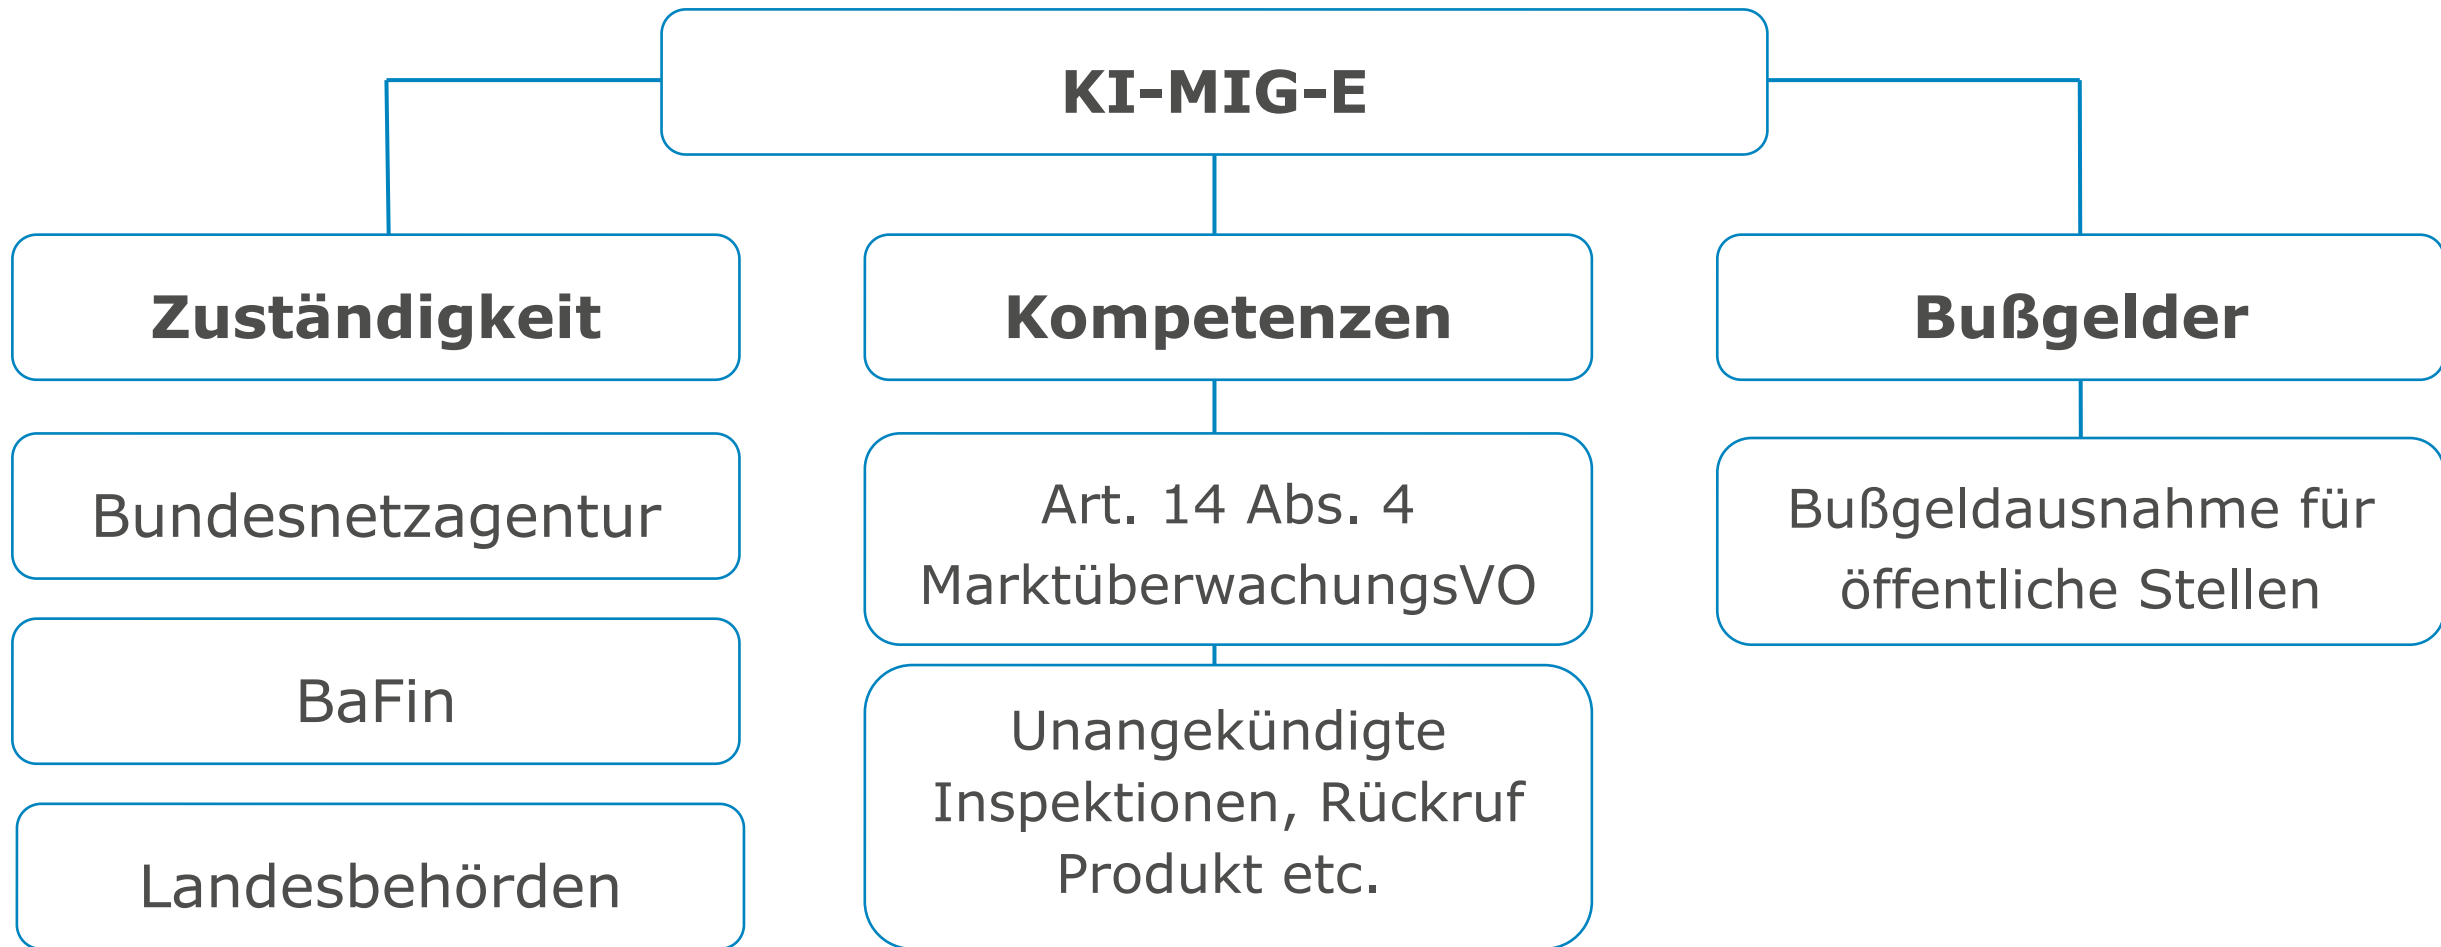 KI-MIG-E
Zuständigkeit
Bundesnetzagentur
BaFin
Landesbehörden
Kompetenzen
Art. 14 Abs. 4
MarktüberwachungsVO
Unangekündigte
Inspektionen, Rückruf
Produkt etc.
Bußgelder
Bußgeldausnahme für
öffentliche Stellen